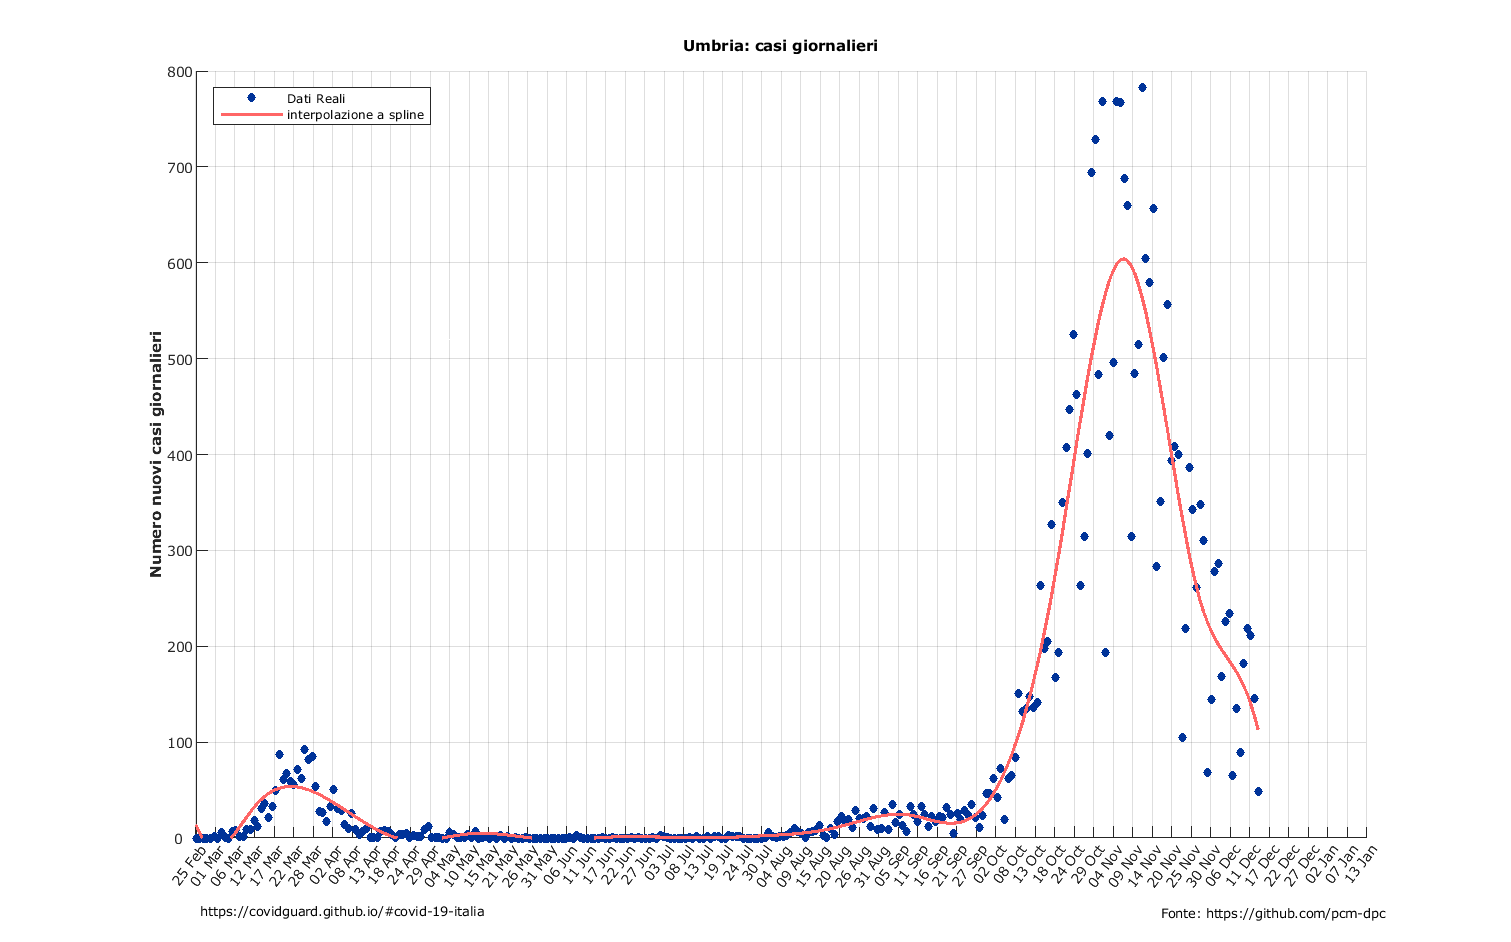 Umbria: casi giornalieri
Dati Reali
interpolazione a spline
Numero nuovi casi giornalieri
800
700
600
500
400
300
200
100
0
25 Feb
01 Mar
06 Mar
12 Mar
17 Mar
22 Mar
28 Mar
02 Apr
08 Apr
13 Apr
18 Apr
24 Apr
29 Apr
04 May
10 May
15 May
21 May
26 May
31 May
06 Jun
11 Jun
17 Jun
22 Jun
27 Jun
03 Jul
08 Jul
13 Jul
19 Jul
24 Jul
30 Jul
04 Aug
09 Aug
15 Aug
20 Aug
26 Aug
31 Aug
05 Sep
11 Sep
16 Sep
21 Sep
27 Sep
02 Oct
08 Oct
13 Oct
18 Oct
24 Oct
29 Oct
04 Nov
09 Nov
14 Nov
20 Nov
25 Nov
30 Nov
06 Dec
11 Dec
17 Dec
22 Dec
27 Dec
02 Jan
07 Jan
13 Jan
https://covidguard.github.io/#covid-19-italia
Fonte: https://github.com/pcm-dpc